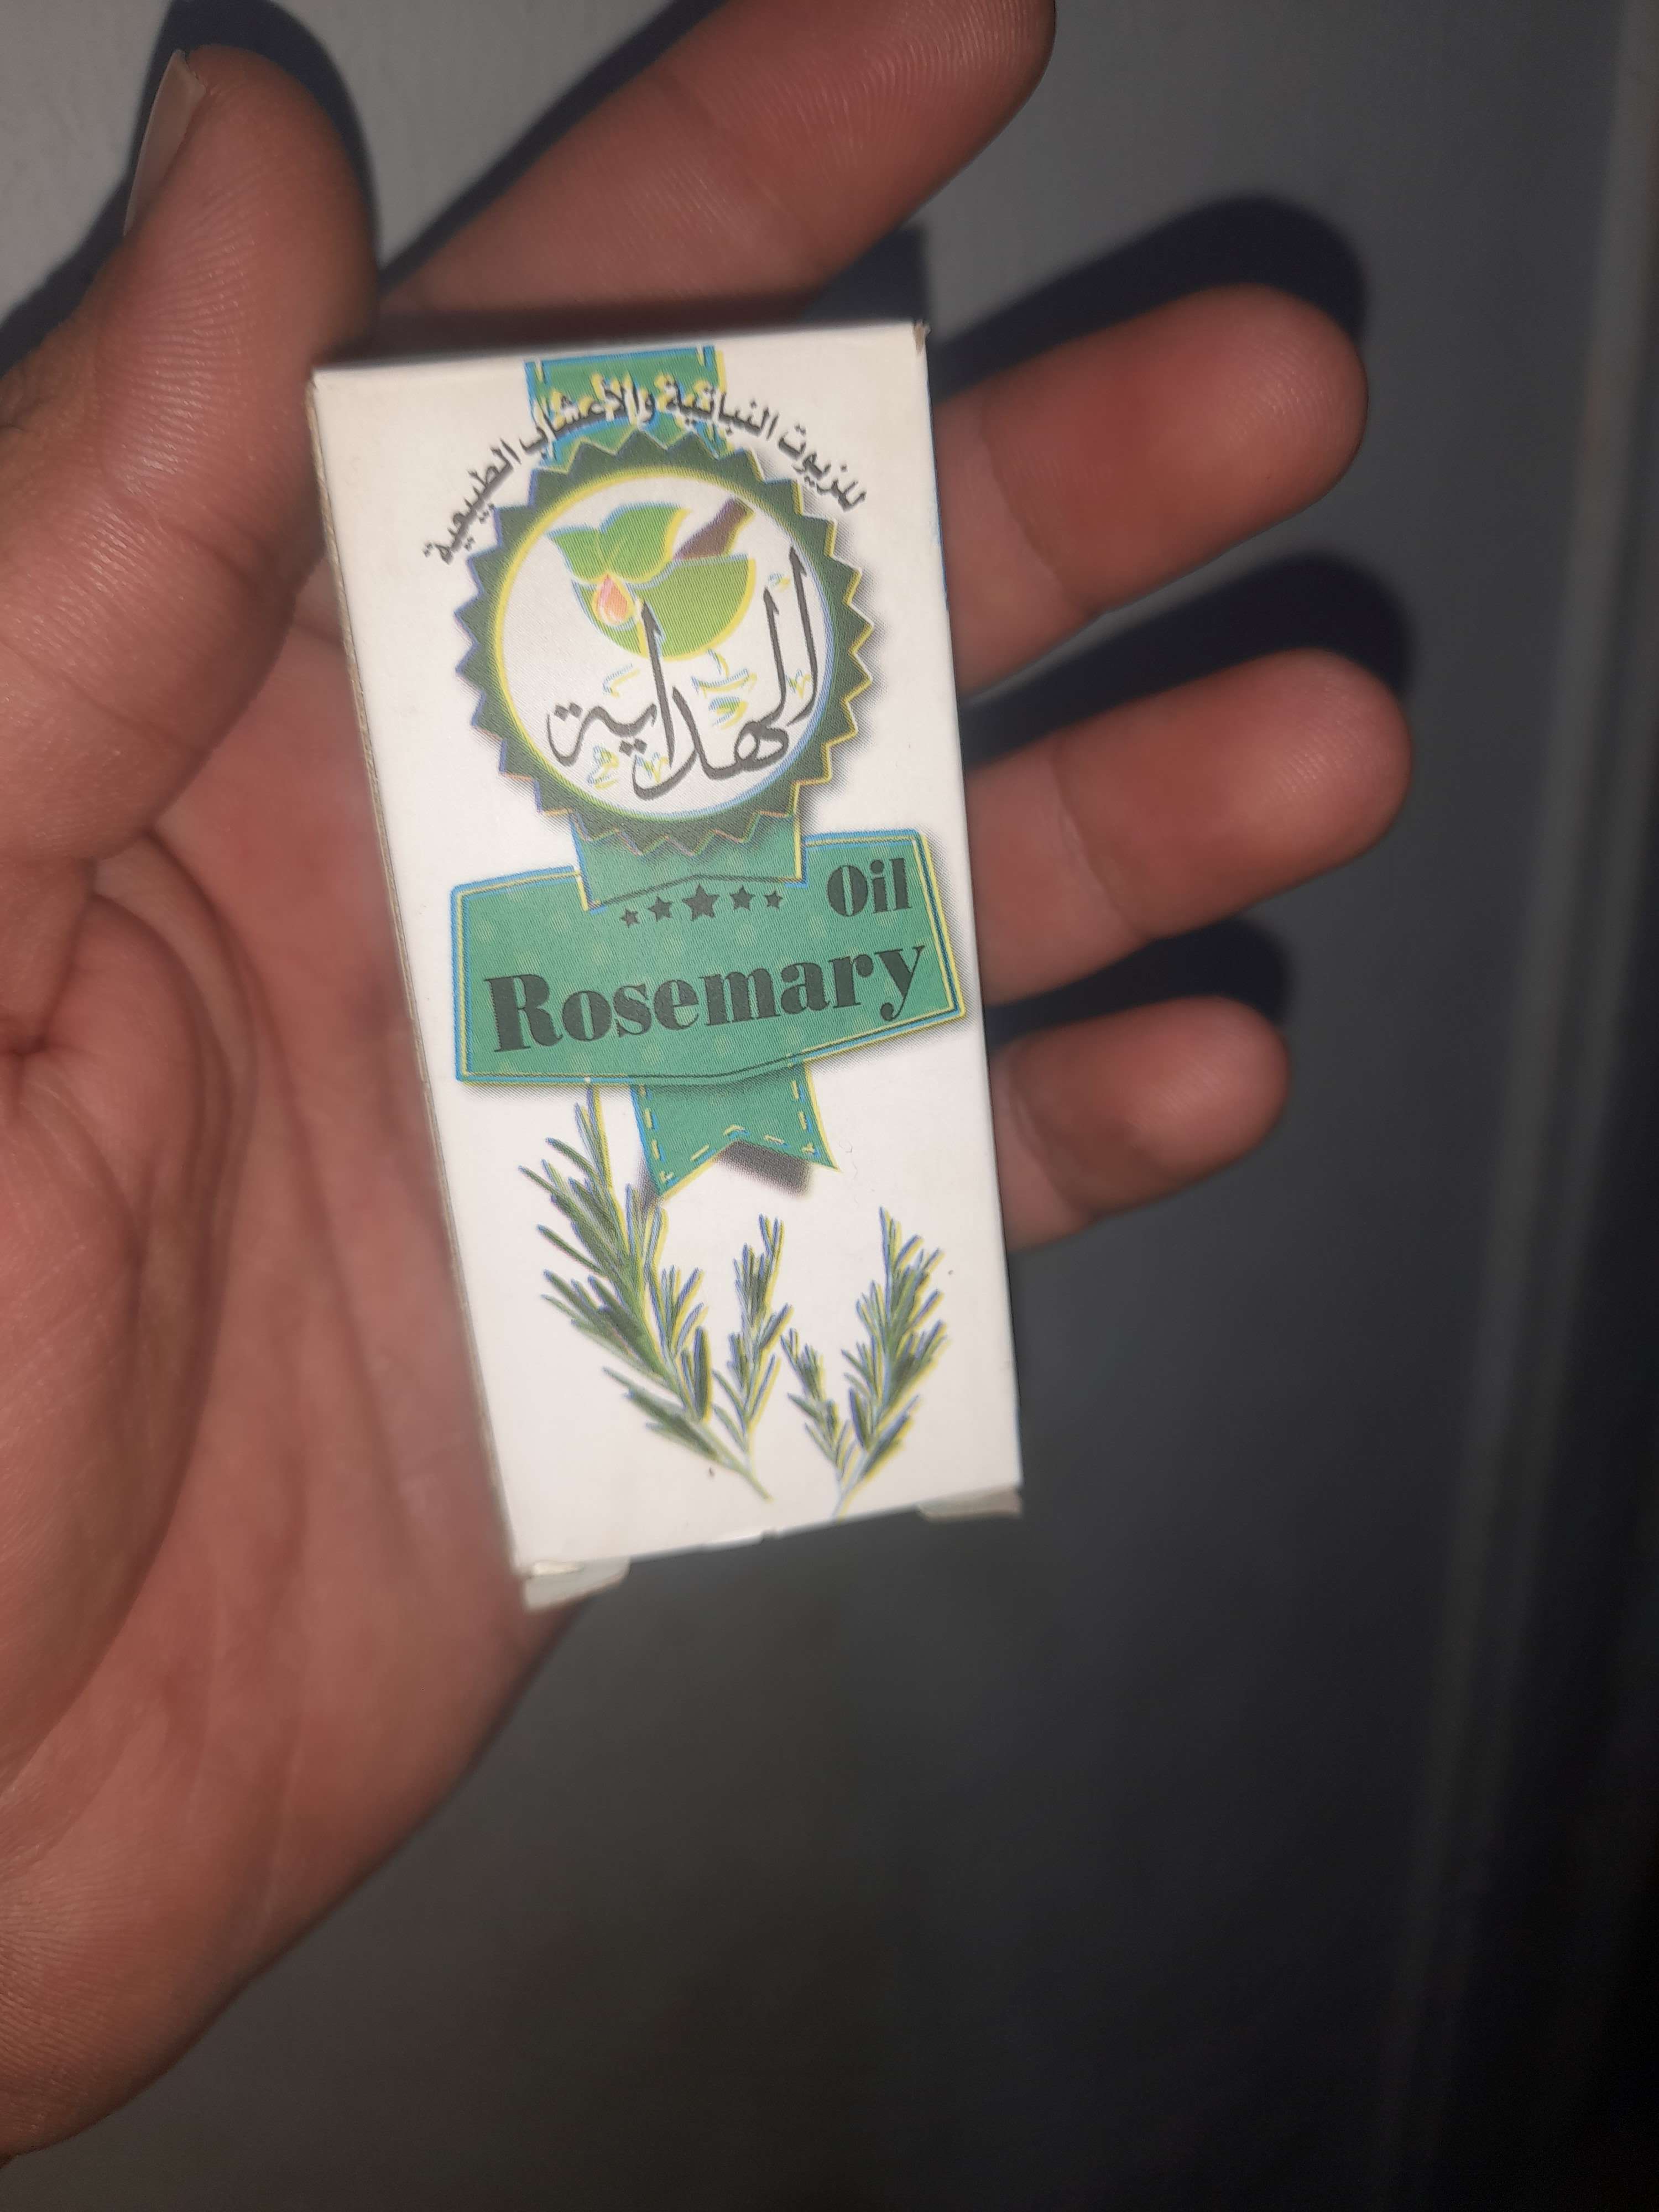 للزيوت النباتية والأعشاب الطبيعية
الهداية
Oil
Rosemary